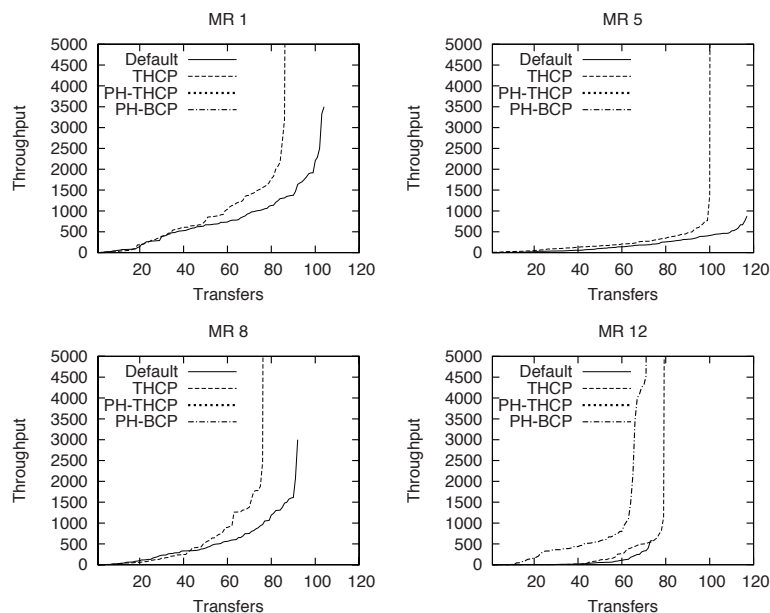 MR 1
5000
4500
4000
3500
3000
2500
2000
1500
1000
500
0
Throughput
Default
THCP
PH-THCP
PH-BCP
20 40 60 80 100 120
Transfers
MR 5
5000
4500
4000
3500
3000
2500
2000
1500
1000
500
0
Throughput
Default
THCP
PH-THCP
PH-BCP
20 40 60 80 100 120
Transfers
MR 8
5000
4500
4000
3500
3000
2500
2000
1500
1000
500
0
Throughput
Default
THCP
PH-THCP
PH-BCP
20 40 60 80 100 120
Transfers
MR 12
5000
4500
4000
3500
3000
2500
2000
1500
1000
500
0
Throughput
Default
THCP
PH-THCP
PH-BCP
20 40 60 80 100 120
Transfers